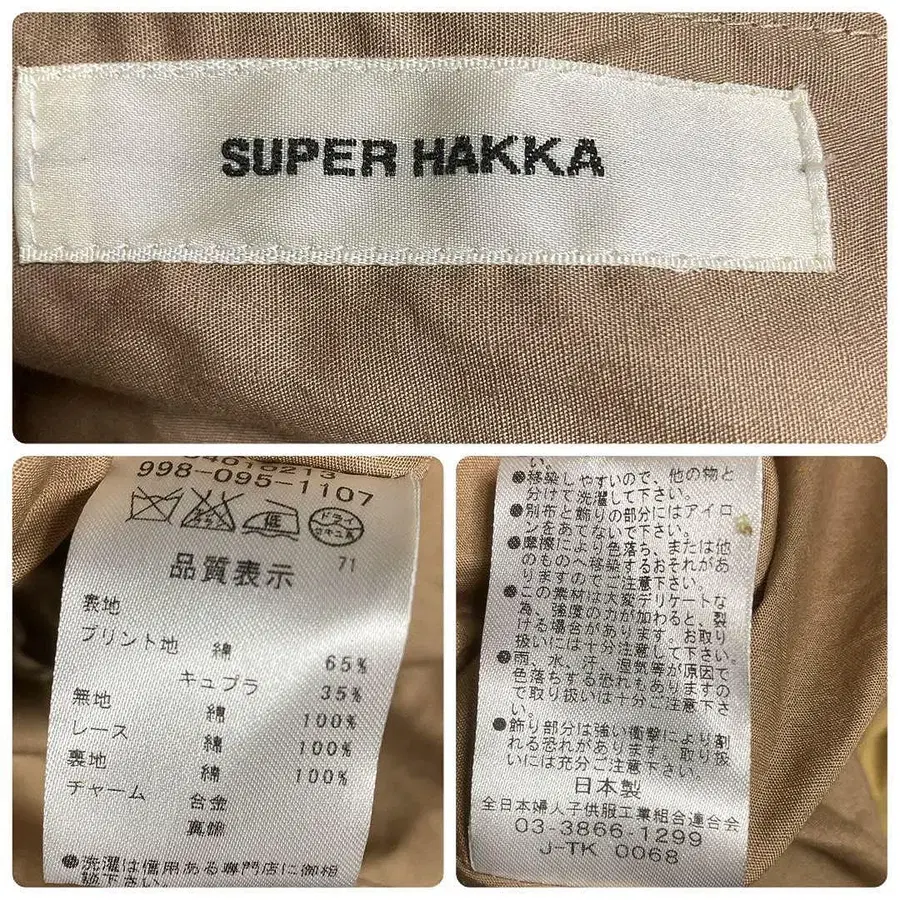 SUPER HAKKA
998-095-1107
低
ドライ
セキユ系
71
品質表示
表地
プリント地 綿 65%
キュプラ 35%
無地 綿 100%
レース 綿 100%
裏地 綿 100%
チャーム 合金
真鍮
●洗濯は信用ある専門店に御相
談下さい。
い。
●移染しやすいので、他の物と
分けて洗濯して下さい。
●別布と飾りの部分にはアイロ
ンをあてないで下さい。
●摩擦により色落ち、または他
のものへ移染するおそれがあ
りますのでご注意下さい。
●この素材は大変デリケートな
為、強度の力が加わると、裂
ける場合があります。お取り
扱いには十分注意して下さい。
●雨、水、汗、湿気等が原因で
色落ちする恐れもありますの
で取り扱いは十分ご注意下さ
い。
●飾り部分は強い衝撃により割
れる恐れがあります。取り扱
いには充分ご注意下さい。
日本製
全日本婦人子供服工業組合連合会
03-3866-1299
J-TK 0068